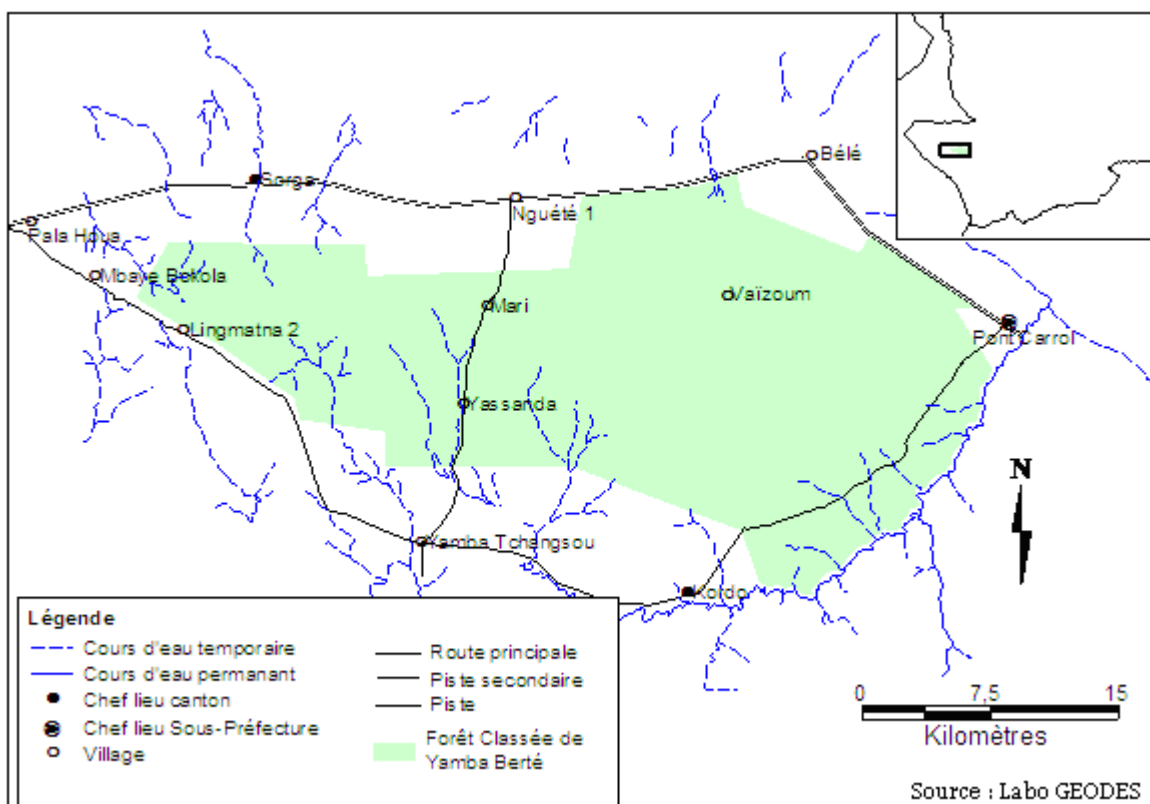 Bélé
Sorga
Nguété 1
Pala Houa
Mbaye Bokola
Vaïzoum
Mari
Lingmatna 2
Pont Carrol
Yassanda
N
Yamba Tchangsou
Kordo
Légende
Cours d'eau temporaire
Cours d'eau permanant
Chef lieu canton
Chef lieu Sous-Préfecture
Village
Route principale
Piste secondaire
Piste
Forêt Classée de
Yamba Berté
0 7,5 15
Kilomètres
Source : Labo GEODES